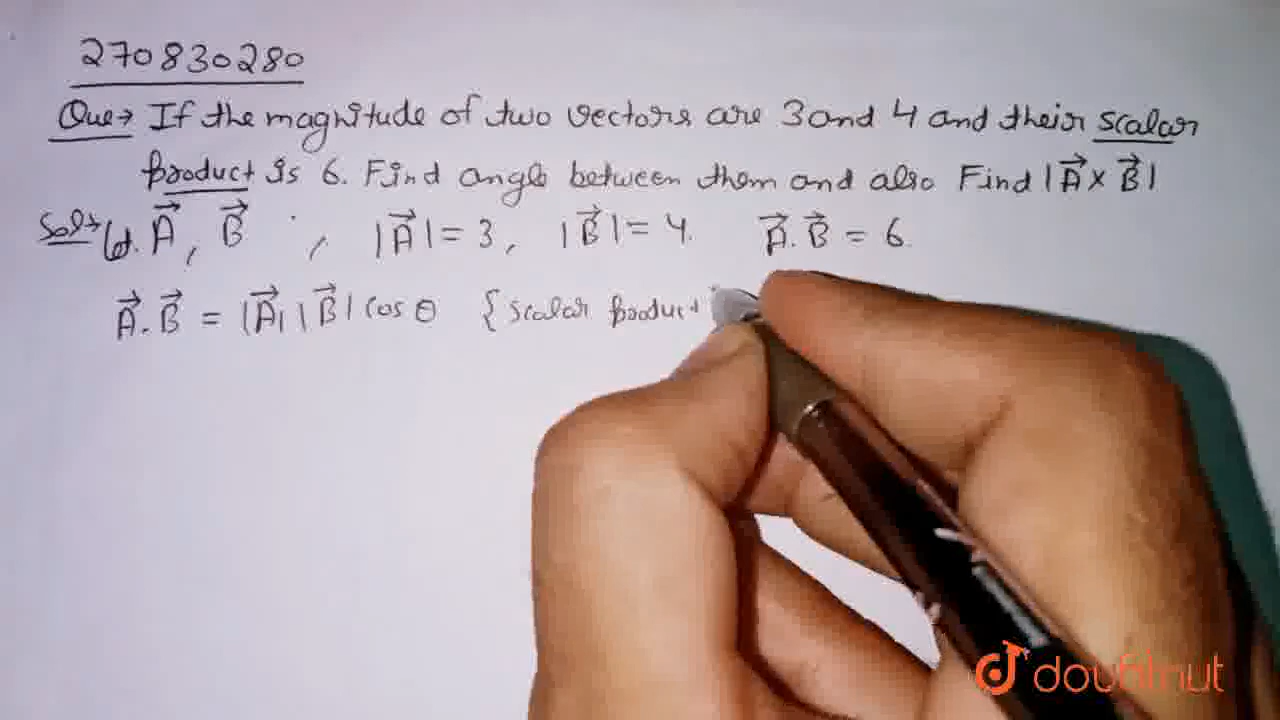 270830280
Que→ If the magnitude of two vectors are 3 and 4 and their scalar
product is 6. Find angle between them and also Find |A⃗ × B⃗|
Sol→ Let. A⃗, B⃗ , |A⃗| = 3, |B⃗| = 4. A⃗.B⃗ = 6.
A⃗.B⃗ = |A⃗||B⃗| cos θ {scalar product
doubtnut